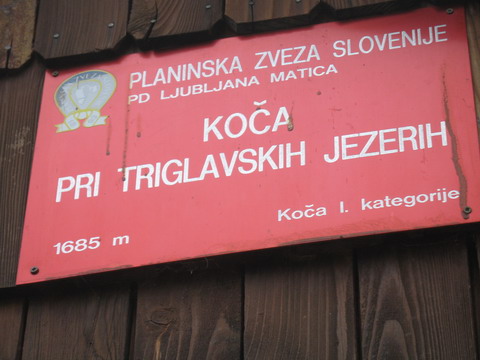 PLANINSKA ZVEZA SLOVENIJE
PD LJUBLJANA MATICA
KOČA
PRI TRIGLAVSKIH JEZERIH
Koča I. kategorije
1685 m